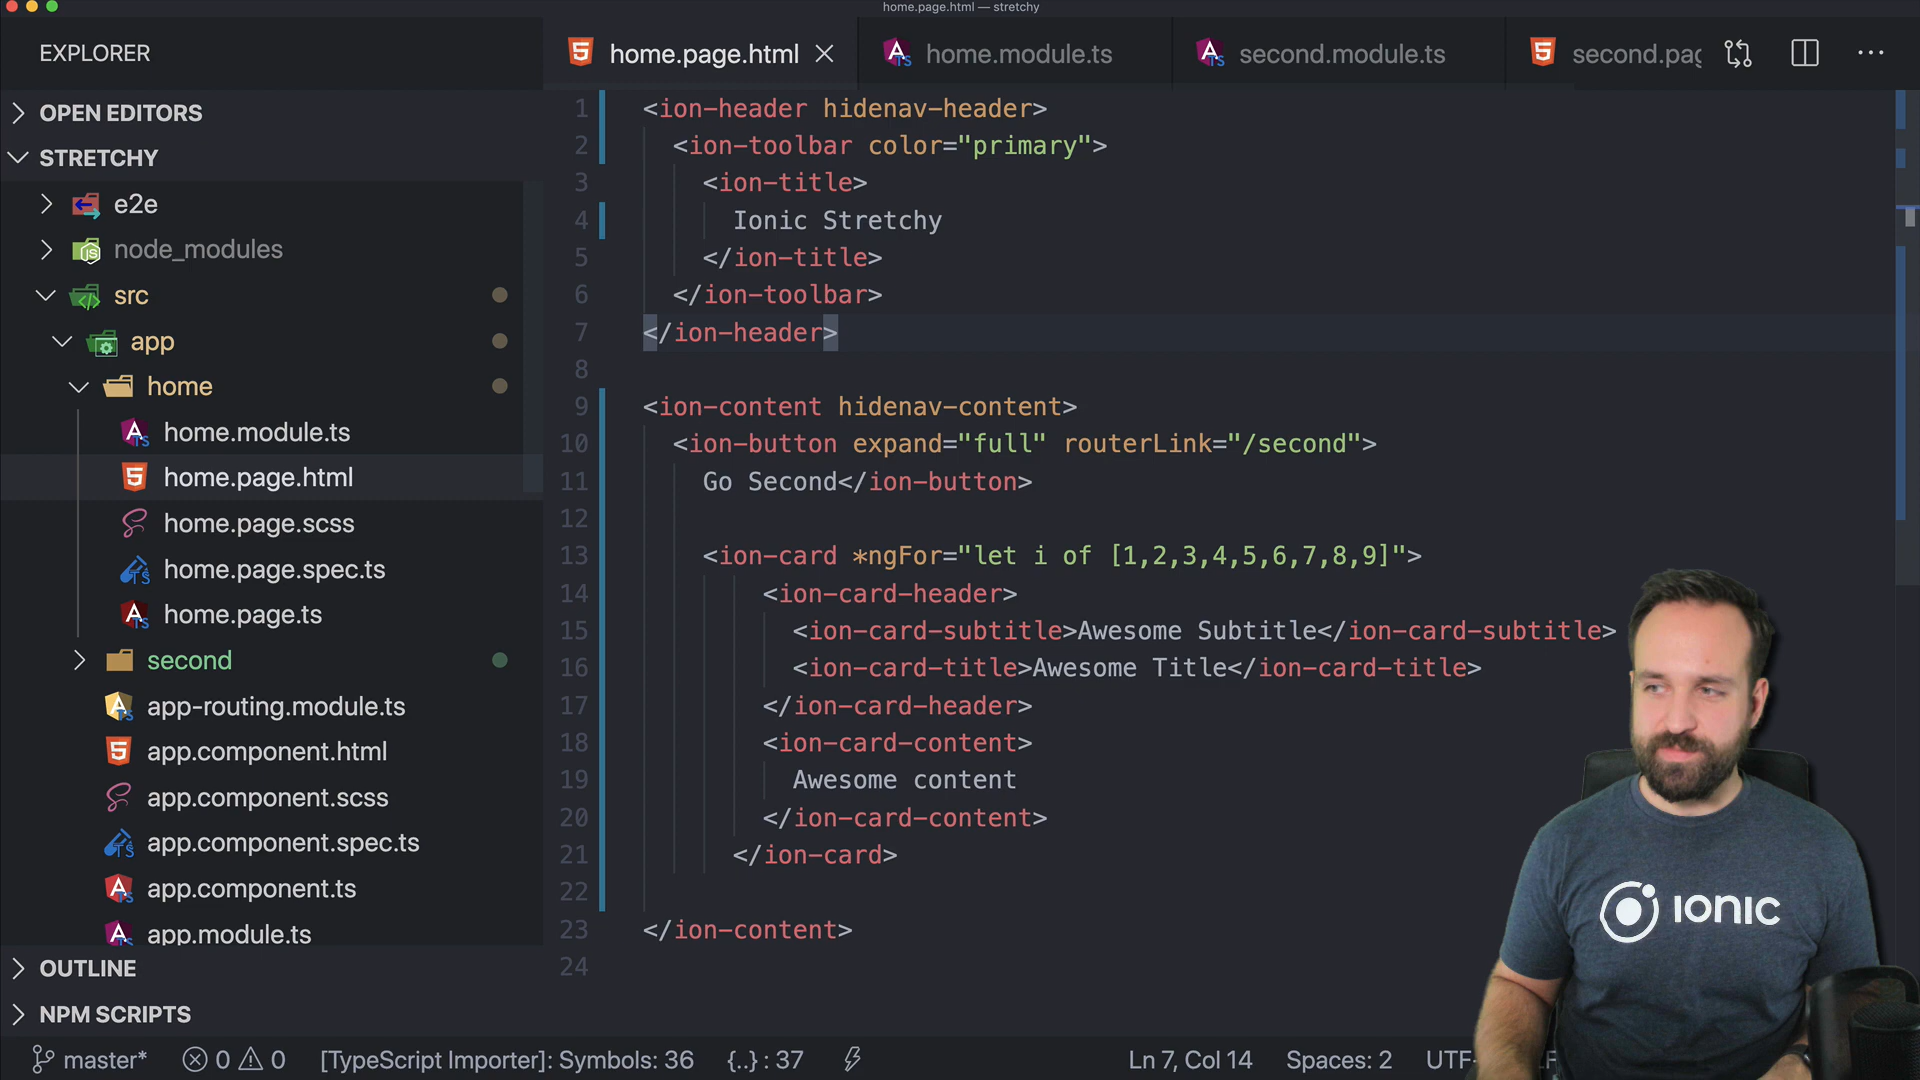 home.page.html — stretchy
EXPLORER
home.page.html
home.module.ts
second.module.ts
second.pag
OPEN EDITORS
STRETCHY
e2e
node_modules
src
app
home
home.module.ts
home.page.html
home.page.scss
home.page.spec.ts
home.page.ts
second
app-routing.module.ts
app.component.html
app.component.scss
app.component.spec.ts
app.component.ts
app.module.ts
OUTLINE
NPM SCRIPTS
1 <ion-header hidenav-header>
2 <ion-toolbar color="primary">
3 <ion-title>
4 Ionic Stretchy
5 </ion-title>
6 </ion-toolbar>
7 </ion-header>
8
9 <ion-content hidenav-content>
10 <ion-button expand="full" routerLink="/second">
11 Go Second</ion-button>
12
13 <ion-card *ngFor="let i of [1,2,3,4,5,6,7,8,9]">
14 <ion-card-header>
15 <ion-card-subtitle>Awesome Subtitle</ion-card-subtitle>
16 <ion-card-title>Awesome Title</ion-card-title>
17 </ion-card-header>
18 <ion-card-content>
19 Awesome content
20 </ion-card-content>
21 </ion-card>
22
23 </ion-content>
24
IONIC
master* 0 0 [TypeScript Importer]: Symbols: 36 {..} : 37 Ln 7, Col 14 Spaces: 2 UTF-